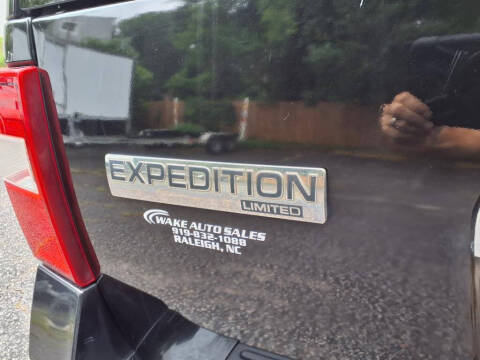 EXPEDITION
LIMITED
WAKE AUTO SALES
919-832-1088
RALEIGH, NC